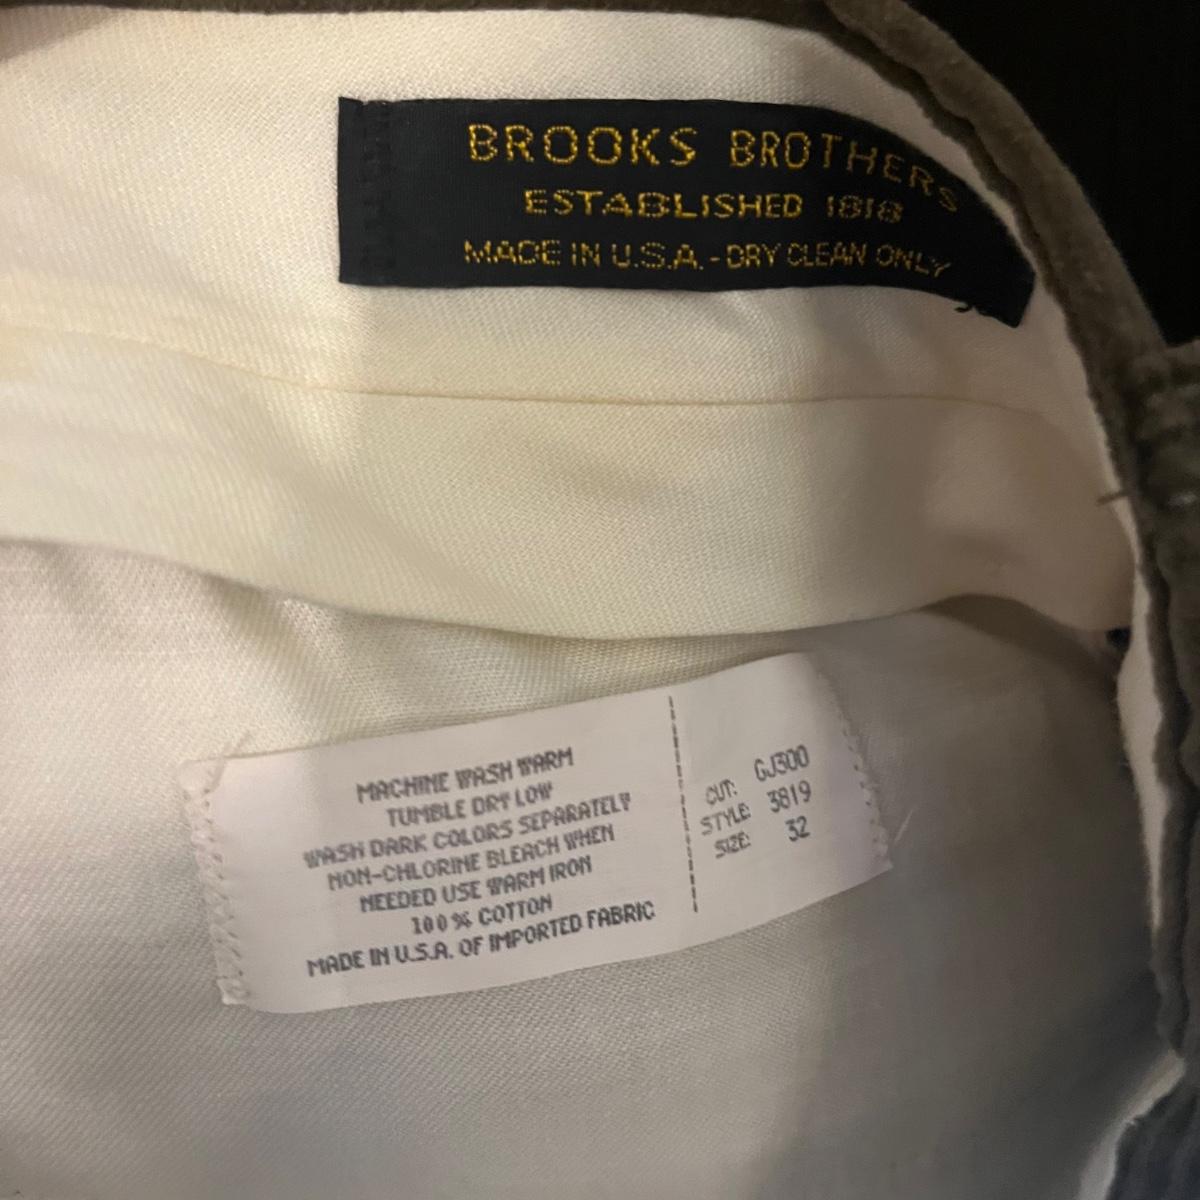 BROOKS BROTHERS
ESTABLISHED 1818
MADE IN U.S.A. - DRY CLEAN ONLY
MACHINE WASH WARM
TUMBLE DRY LOW
WASH DARK COLORS SEPARATELY
NON-CHLORINE BLEACH WHEN
NEEDED USE WARM IRON
100% COTTON
MADE IN U.S.A. OF IMPORTED FABRIC
CUT: GJ300
STYLE: 3819
SIZE: 32